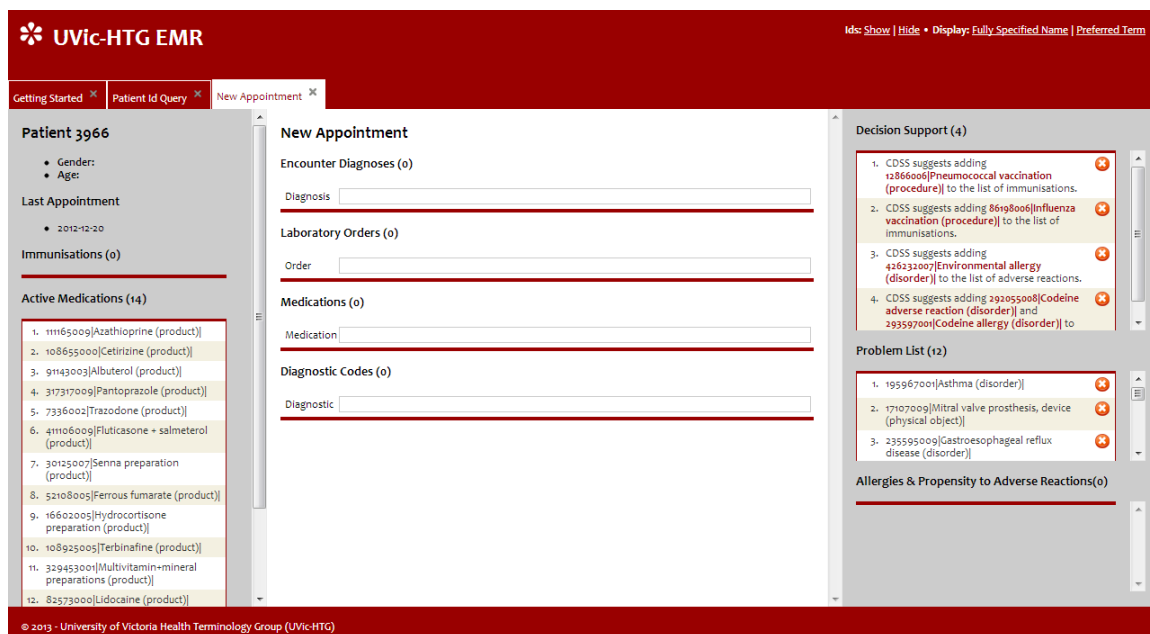 UVic-HTG EMR
Ids: Show | Hide • Display: Fully Specified Name | Preferred Term
Getting Started
Patient Id Query
New Appointment
Patient 3966
• Gender:
• Age:
Last Appointment
• 2012-12-20
Immunisations (0)
Active Medications (14)
1. 111165009|Azathioprine (product)|
2. 108655000|Cetirizine (product)|
3. 91143003|Albuterol (product)|
4. 317317009|Pantoprazole (product)|
5. 7336002|Trazodone (product)|
6. 411106009|Fluticasone + salmeterol
(product)|
7. 30125007|Senna preparation
(product)|
8. 52108005|Ferrous fumarate (product)|
9. 16602005|Hydrocortisone
preparation (product)|
10. 108925005|Terbinafine (product)|
11. 329453001|Multivitamin+mineral
preparations (product)|
12. 82573000|Lidocaine (product)|
New Appointment
Encounter Diagnoses (0)
Diagnosis
Laboratory Orders (0)
Order
Medications (0)
Medication
Diagnostic Codes (0)
Diagnostic
Decision Support (4)
1. CDSS suggests adding
12866006|Pneumococcal vaccination
(procedure)| to the list of immunisations.
2. CDSS suggests adding 86198006|Influenza
vaccination (procedure)| to the list of
immunisations.
3. CDSS suggests adding
426232007|Environmental allergy
(disorder)| to the list of adverse reactions.
4. CDSS suggests adding 292055008|Codeine
adverse reaction (disorder)| and
293597001|Codeine allergy (disorder)| to
Problem List (12)
1. 195967001|Asthma (disorder)|
2. 17107009|Mitral valve prosthesis, device
(physical object)|
3. 235595009|Gastroesophageal reflux
disease (disorder)|
Allergies & Propensity to Adverse Reactions(0)
© 2013 - University of Victoria Health Terminology Group (UVic-HTG)